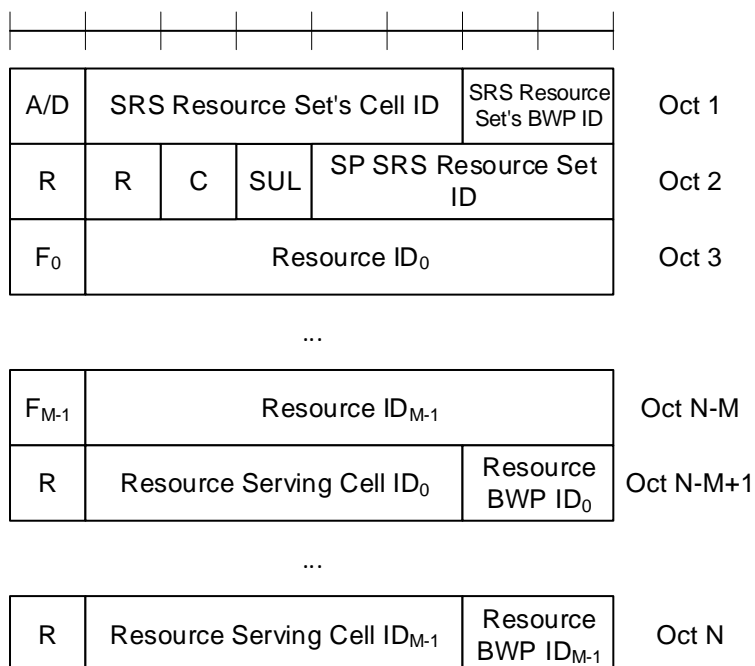 A/D SRS Resource Set's Cell ID SRS Resource Set's BWP ID Oct 1
R R C SUL SP SRS Resource Set ID Oct 2
F0 Resource ID0 Oct 3
...
FM-1 Resource IDM-1 Oct N-M
R Resource Serving Cell ID0 Resource BWP ID0 Oct N-M+1
...
R Resource Serving Cell IDM-1 Resource BWP IDM-1 Oct N